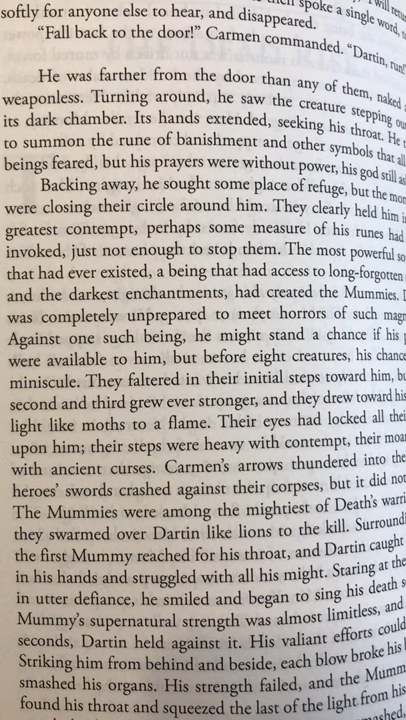 spoke a single word,
softly for anyone else to hear, and disappeared.
“Fall back to the door!” Carmen commanded. “Dartin, run!
He was farther from the door than any of them, naked
weaponless. Turning around, he saw the creature stepping ou
its dark chamber. Its hands extended, seeking his throat. He
to summon the rune of banishment and other symbols that all
beings feared, but his prayers were without power, his god still
Backing away, he sought some place of refuge, but the
were closing their circle around him. They clearly held him
greatest contempt, perhaps some measure of his runes had
invoked, just not enough to stop them. The most powerful so
that had ever existed, a being that had access to long-forgotten
and the darkest enchantments, had created the Mummies.
was completely unprepared to meet horrors of such magn
Against one such being, he might stand a chance if his
were available to him, but before eight creatures, his chance
miniscule. They faltered in their initial steps toward him, bu
second and third grew ever stronger, and they drew toward his
light like moths to a flame. Their eyes had locked all thei
upon him; their steps were heavy with contempt, their moa
with ancient curses. Carmen’s arrows thundered into the
heroes’ swords crashed against their corpses, but it did not
The Mummies were among the mightiest of Death’s warri
they swarmed over Dartin like lions to the kill. Surround
the first Mummy reached for his throat, and Dartin caught
in his hands and struggled with all his might. Staring at the
in utter defiance, he smiled and began to sing his death s
Mummy’s supernatural strength was almost limitless, and
seconds, Dartin held against it. His valiant efforts could
Striking him from behind and beside, each blow broke his
smashed his organs. His strength failed, and the Mumm
found his throat and squeezed the last of the light from his